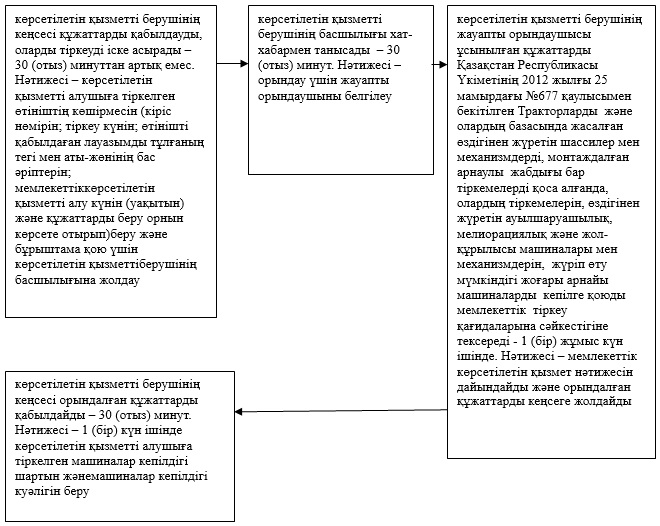 көрсетілетін қызметті берушінің
кеңсесі құжаттарды қабылдауды,
оларды тіркеуді іске асырады –
30 (отыз) минуттан артық емес.
Нәтижесі – көрсетілетін
қызметті алушыға тіркелген
өтініштің көшірмесін (кіріс
нөмірін; тіркеу күнін; өтінішті
қабылдаған лауазымды тұлғаның
тегі мен аты-жөнінің бас
әріптерін;
мемлекеттіккөрсетілетін
қызметті алу күнін (уақытын)
және құжаттарды беру орнын
көрсете отырып)беру және
бұрыштама қою үшін
көрсетілетін қызметтіберушінің
басшылығына жолдау
көрсетілетін қызметті
берушінің басшылығы хат-
хабармен танысады – 30
(отыз) минут. Нәтижесі –
орындау үшін жауапты
орындаушыны белгілеу
көрсетілетін қызметті берушінің
жауапты орындаушысы
ұсынылған құжаттарды
Қазақстан Республикасы
Үкіметінің 2012 жылғы 25
мамырдағы №677 қаулысымен
бекітілген Тракторларды және
олардың базасында жасалған
өздігінен жүретін шассилер мен
механизмдерді, монтаждалған
арнаулы жабдығы бар
тіркемелерді қоса алғанда,
олардың тіркемелерін, өздігінен
жүретін ауылшаруашылық,
мелиорациялық және жол-
құрылысы машиналары мен
механизмдерін, жүріп өту
мүмкіндігі жоғары арнайы
машиналарды кепілге қоюды
мемлекеттік тіркеу
қағидаларына сәйкестігіне
тексереді - 1 (бір) жұмыс күн
ішінде. Нәтижесі – мемлекеттік
көрсетілетін қызмет нәтижесін
дайындайды және орындалған
құжаттарды кеңсеге жолдайды
көрсетілетін қызметті берушінің
кеңсесі орындалған құжаттарды
қабылдайды – 30 (отыз) минут.
Нәтижесі – 1 (бір) күн ішінде
көрсетілетін қызметті алушыға
тіркелген машиналар кепілдігі
шартын жәнемашиналар кепілдігі
куәлігін беру